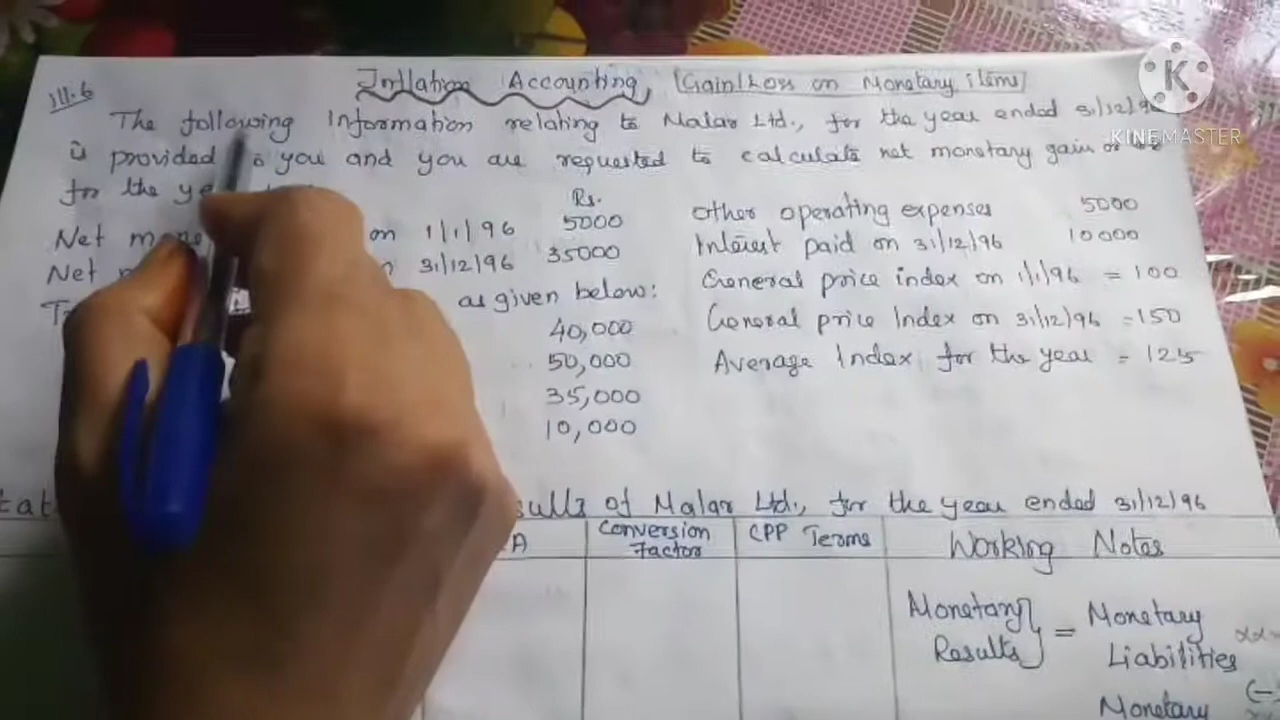 Inflation Accounting, Gain/Loss on Monetary items
Ill.6
The following Information relating to Malar Ltd., for the year ended 31/12/96
is provided to you and you are requested to calculate net monetary gain or
for the
Rs.
Net on 1/1/96 5000
Net 31/12/96 35000
as given below:
40,000
50,000
35,000
10,000
Other operating expenses 5000
Interest paid on 31/12/96 10000
General price index on 1/1/96 = 100
General price Index on 31/12/96 = 150
Average Index for the year = 125
of Malar Ltd., for the year ended 31/12/96
Conversion Factor
CPP Terms
Working Notes
Monetary Results } = Monetary Liabilities xx
(-)
Monetary
K
KINEMASTER